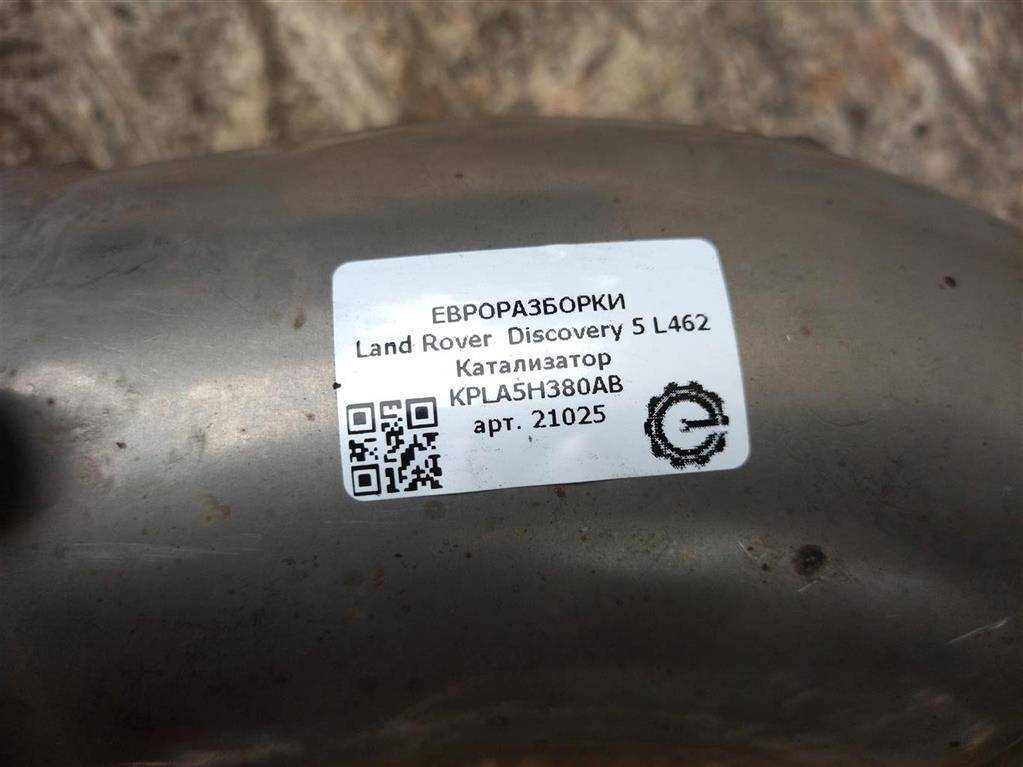 ЕВРОРАЗБОРКИ
Land Rover Discovery 5 L462
Катализатор
KPLA5H380AB
арт. 21025